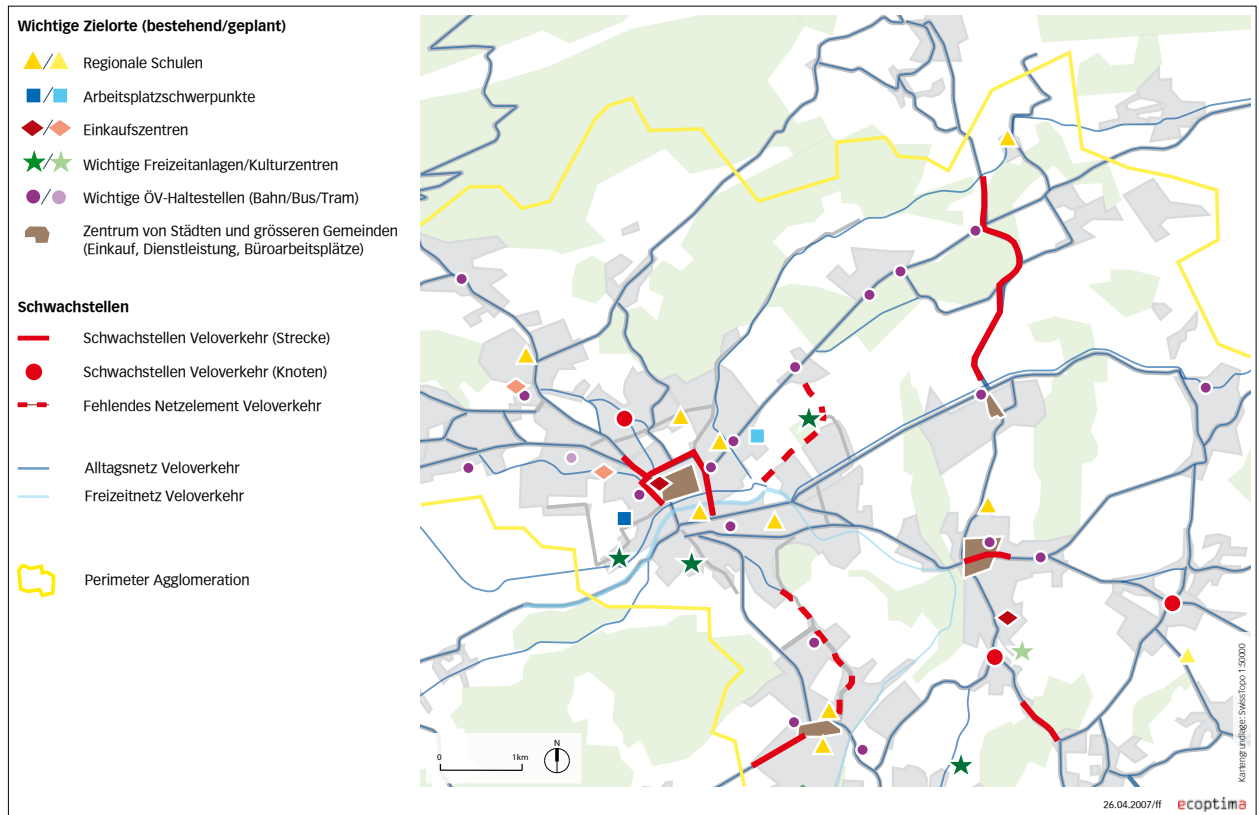 Wichtige Zielorte (bestehend/geplant)
Regionale Schulen
Arbeitsplatzschwerpunkte
Einkaufszentren
Wichtige Freizeitanlagen/Kulturzentren
Wichtige ÖV-Haltestellen (Bahn/Bus/Tram)
Zentrum von Städten und grösseren Gemeinden
(Einkauf, Dienstleistung, Büroarbeitsplätze)
Schwachstellen
Schwachstellen Veloverkehr (Strecke)
Schwachstellen Veloverkehr (Knoten)
Fehlendes Netzelement Veloverkehr
Alltagsnetz Veloverkehr
Freizeitnetz Veloverkehr
Perimeter Agglomeration
0 1km
N
Kartengrundlage: SwissTopo 1:50000
26.04.2007/ff ecoptima